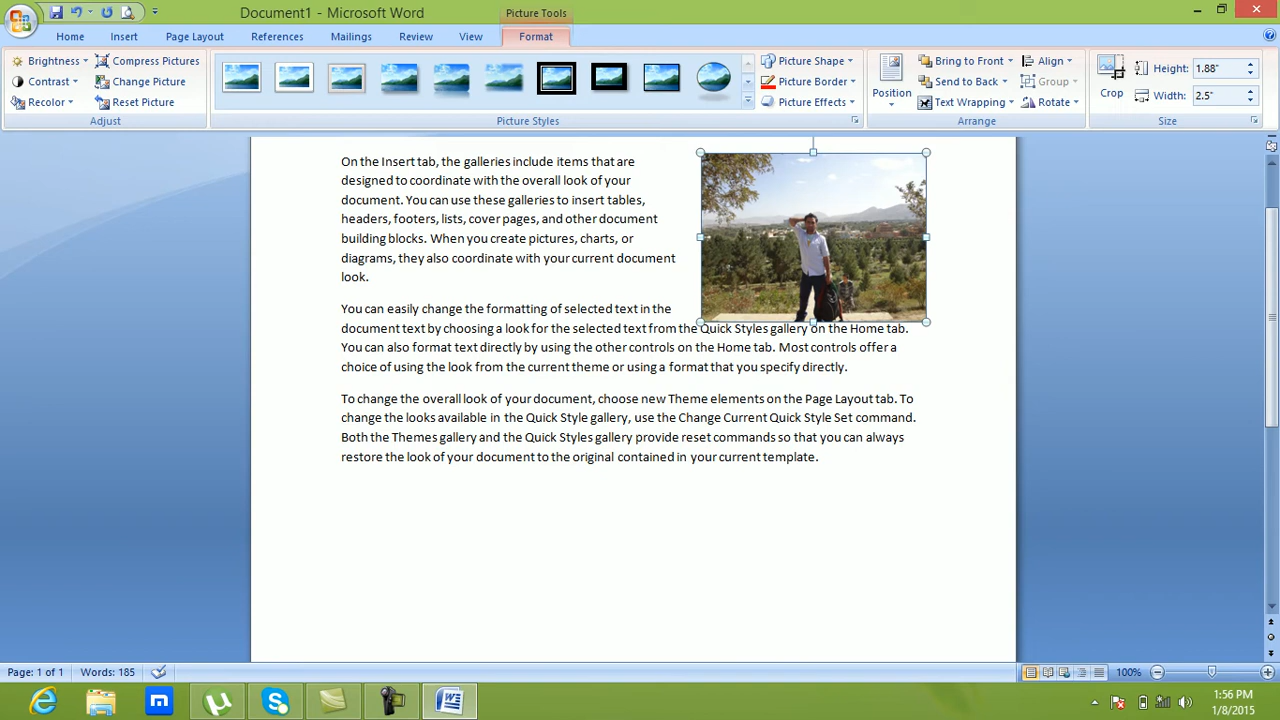 Document1 - Microsoft Word
Picture Tools
Home Insert Page Layout References Mailings Review View Format
Brightness Compress Pictures Picture Shape Bring to Front Align Height: 1.88"
Contrast Change Picture Picture Border Send to Back Group
Position Crop Width: 2.5"
Recolor Reset Picture Picture Effects Text Wrapping Rotate
Adjust Picture Styles Arrange Size
On the Insert tab, the galleries include items that are
designed to coordinate with the overall look of your
document. You can use these galleries to insert tables,
headers, footers, lists, cover pages, and other document
building blocks. When you create pictures, charts, or
diagrams, they also coordinate with your current document
look.
You can easily change the formatting of selected text in the
document text by choosing a look for the selected text from the Quick Styles gallery on the Home tab.
You can also format text directly by using the other controls on the Home tab. Most controls offer a
choice of using the look from the current theme or using a format that you specify directly.
To change the overall look of your document, choose new Theme elements on the Page Layout tab. To
change the looks available in the Quick Style gallery, use the Change Current Quick Style Set command.
Both the Themes gallery and the Quick Styles gallery provide reset commands so that you can always
restore the look of your document to the original contained in your current template.
Page: 1 of 1 Words: 185 100%
1:56 PM
1/8/2015